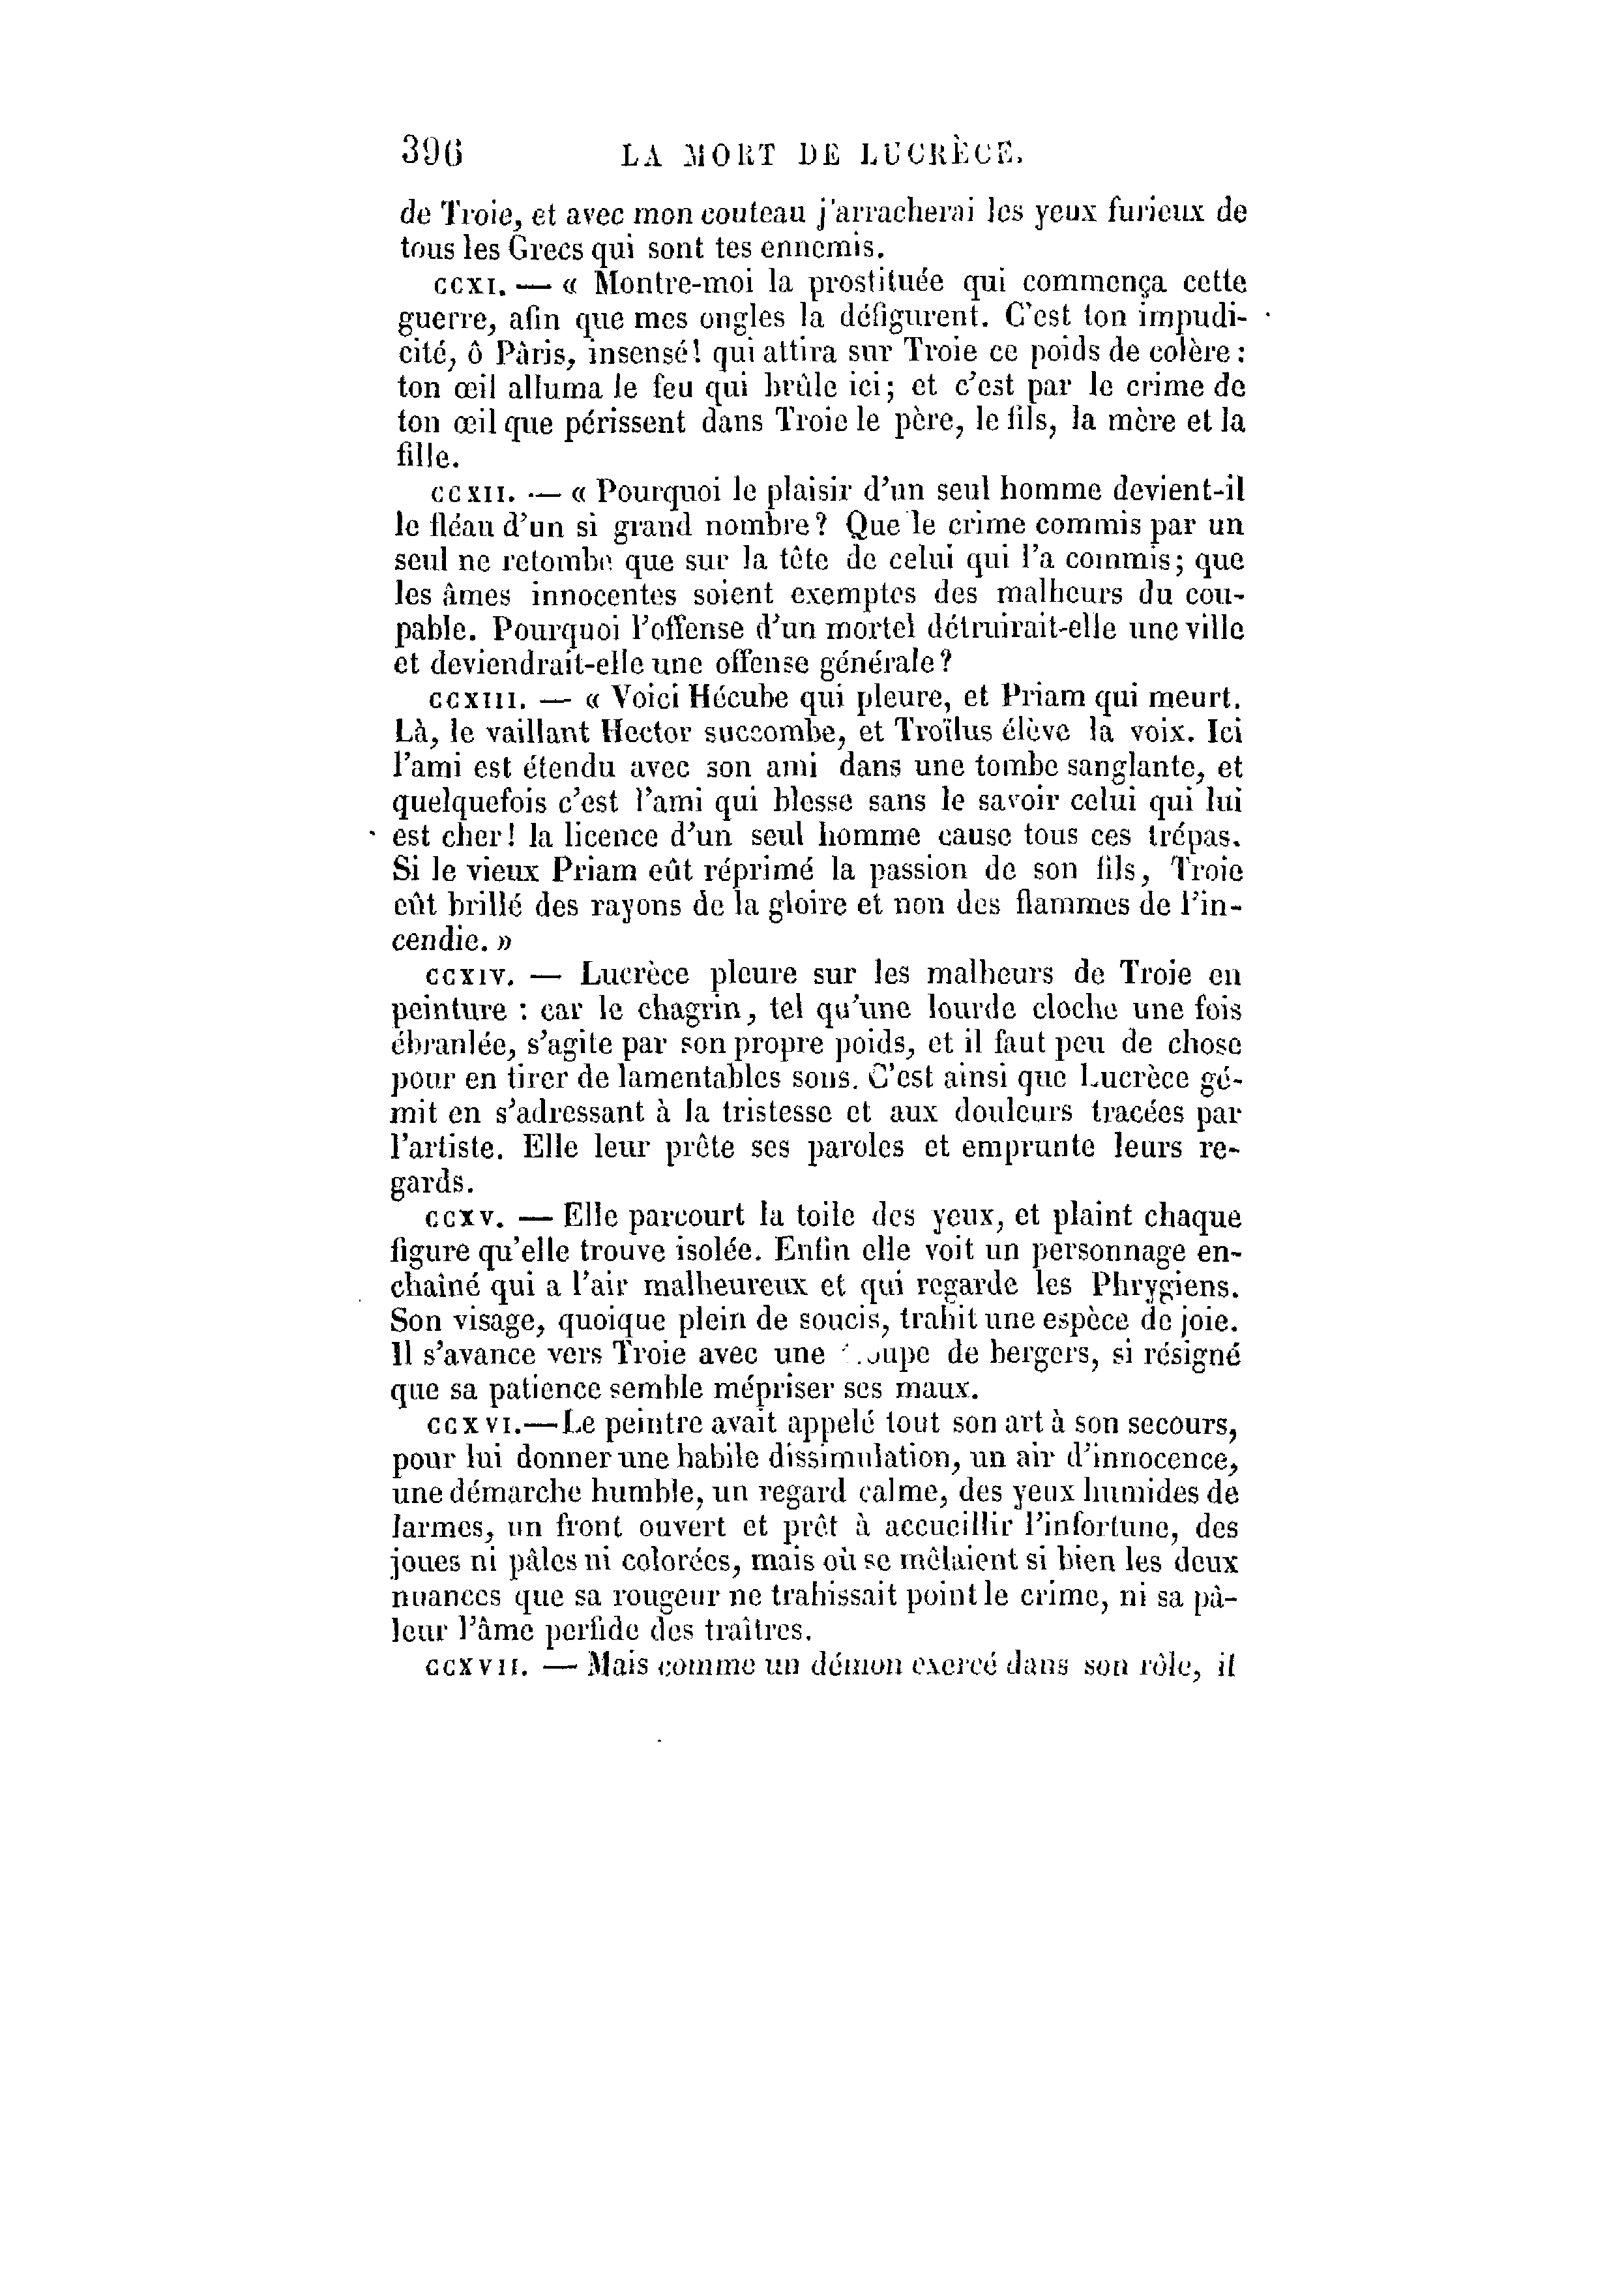 396 LA MORT DE LUCRÈCE.
de Troie, et avec mon couteau j'arracherai les yeux furieux de
tous les Grecs qui sont tes ennemis.
CCXI. — « Montre-moi la prostituée qui commença cette
guerre, afin que mes ongles la défigurent. C'est ton impudi-
cité, ô Pâris, insensé! qui attira sur Troie ce poids de colère :
ton œil alluma le feu qui brûle ici; et c'est par le crime de
ton œil que périssent dans Troie le père, le fils, la mère et la
fille.
CCXII. — « Pourquoi le plaisir d'un seul homme devient-il
le fléau d'un si grand nombre? Que le crime commis par un
seul ne retombe que sur la tête de celui qui l'a commis; que
les âmes innocentes soient exemptes des malheurs du cou-
pable. Pourquoi l'offense d'un mortel détruirait-elle une ville
et deviendrait-elle une offense générale?
CCXIII. — « Voici Hécube qui pleure, et Priam qui meurt.
Là, le vaillant Hector succombe, et Troïlus élève la voix. Ici
l'ami est étendu avec son ami dans une tombe sanglante, et
quelquefois c'est l'ami qui blesse sans le savoir celui qui lui
est cher! la licence d'un seul homme cause tous ces trépas.
Si le vieux Priam eût réprimé la passion de son fils, Troie
eût brillé des rayons de la gloire et non des flammes de l'in-
cendie. »
CCXIV. — Lucrèce pleure sur les malheurs de Troie en
peinture : car le chagrin, tel qu'une lourde cloche une fois
ébranlée, s'agite par son propre poids, et il faut peu de chose
pour en tirer de lamentables sons. C'est ainsi que Lucrèce gé-
mit en s'adressant à la tristesse et aux douleurs tracées par
l'artiste. Elle leur prête ses paroles et emprunte leurs re-
gards.
CCXV. — Elle parcourt la toile des yeux, et plaint chaque
figure qu'elle trouve isolée. Enfin elle voit un personnage en-
chaîné qui a l'air malheureux et qui regarde les Phrygiens.
Son visage, quoique plein de soucis, trahit une espèce de joie.
Il s'avance vers Troie avec une de bergers, si résigné
que sa patience semble mépriser ses maux.
CCXVI. — Le peintre avait appelé tout son art à son secours,
pour lui donner une habile dissimulation, un air d'innocence,
une démarche humble, un regard calme, des yeux humides de
larmes, un front ouvert et prêt à accueillir l'infortune, des
joues ni pâles ni colorées, mais où se mêlaient si bien les deux
nuances que sa rougeur ne trahissait point le crime, ni sa pâ-
leur l'âme perfide des traîtres.
CCXVII. — Mais comme un démon exercé dans son rôle, il